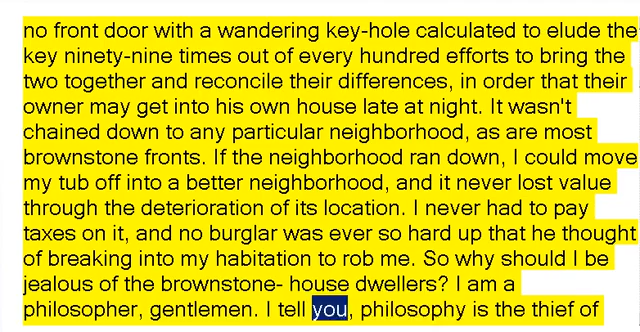 no front door with a wandering key-hole calculated to elude the
key ninety-nine times out of every hundred efforts to bring the
two together and reconcile their differences, in order that their
owner may get into his own house late at night. It wasn't
chained down to any particular neighborhood, as are most
brownstone fronts. If the neighborhood ran down, I could move
my tub off into a better neighborhood, and it never lost value
through the deterioration of its location. I never had to pay
taxes on it, and no burglar was ever so hard up that he thought
of breaking into my habitation to rob me. So why should I be
jealous of the brownstone- house dwellers? I am a
philosopher, gentlemen. I tell you, philosophy is the thief of